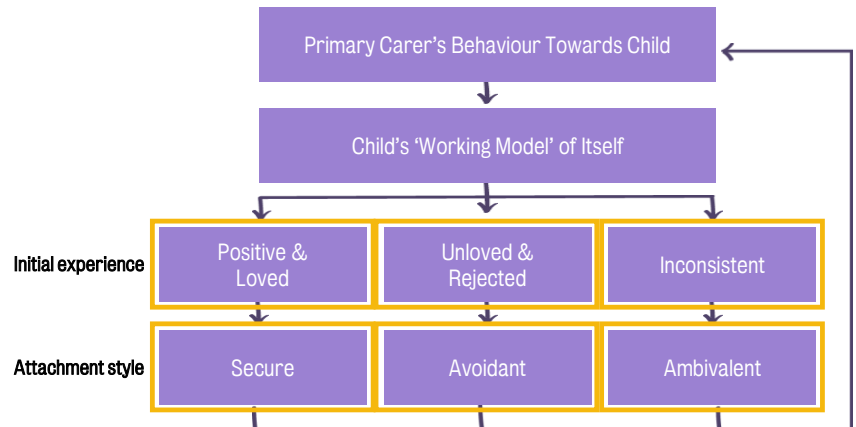 Primary Carer's Behaviour Towards Child
Child's ‘Working Model’ of Itself
Initial experience
Positive &
Loved
Unloved &
Rejected
Inconsistent
Attachment style
Secure
Avoidant
Ambivalent